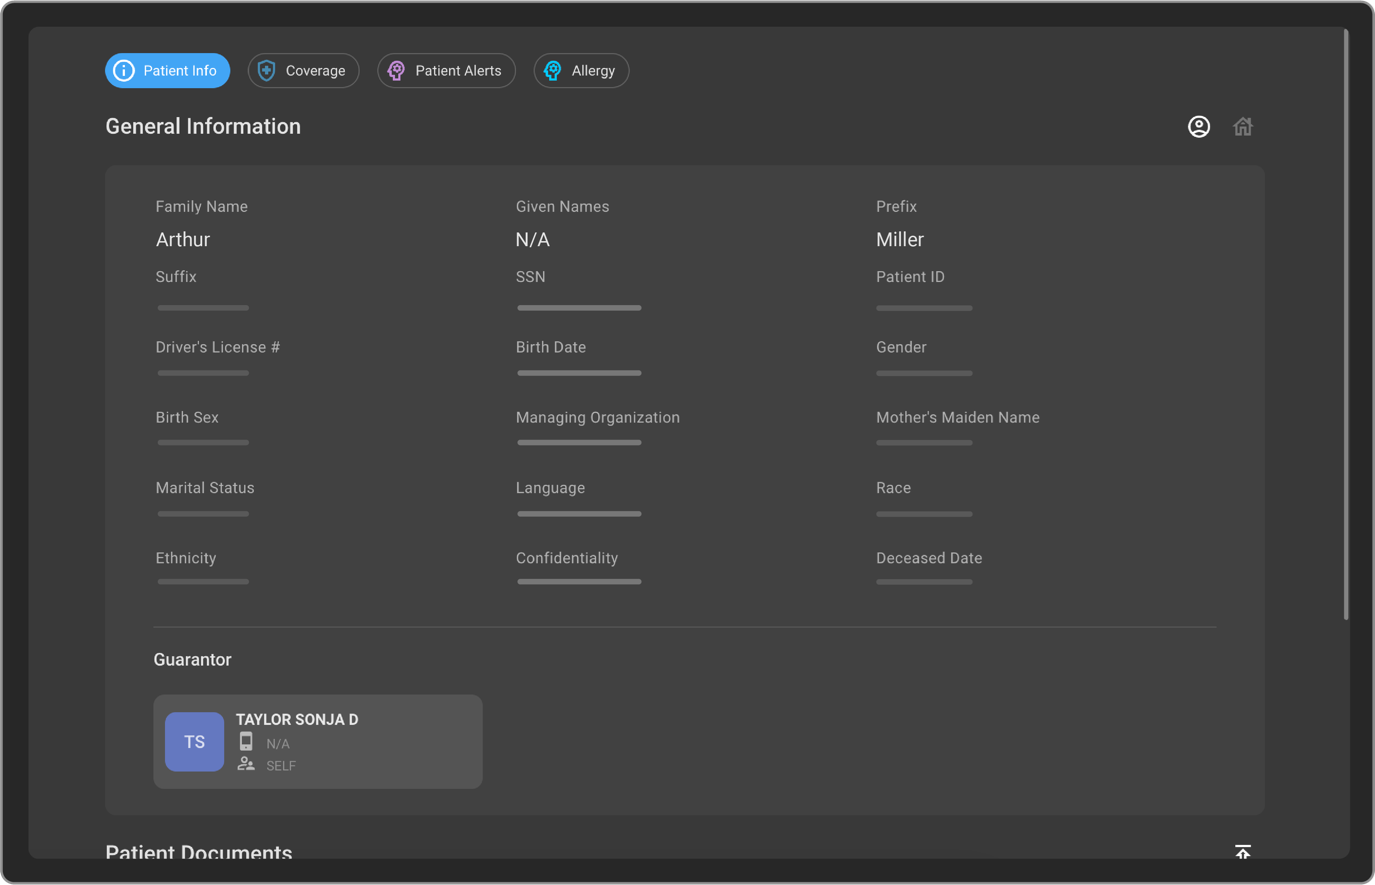 Patient Info Coverage Patient Alerts Allergy
General Information
Family Name Given Names Prefix
Arthur N/A Miller
Suffix SSN Patient ID
Driver's License # Birth Date Gender
Birth Sex Managing Organization Mother's Maiden Name
Marital Status Language Race
Ethnicity Confidentiality Deceased Date
Guarantor
TS
TAYLOR SONJA D
N/A
SELF
Patient Documents